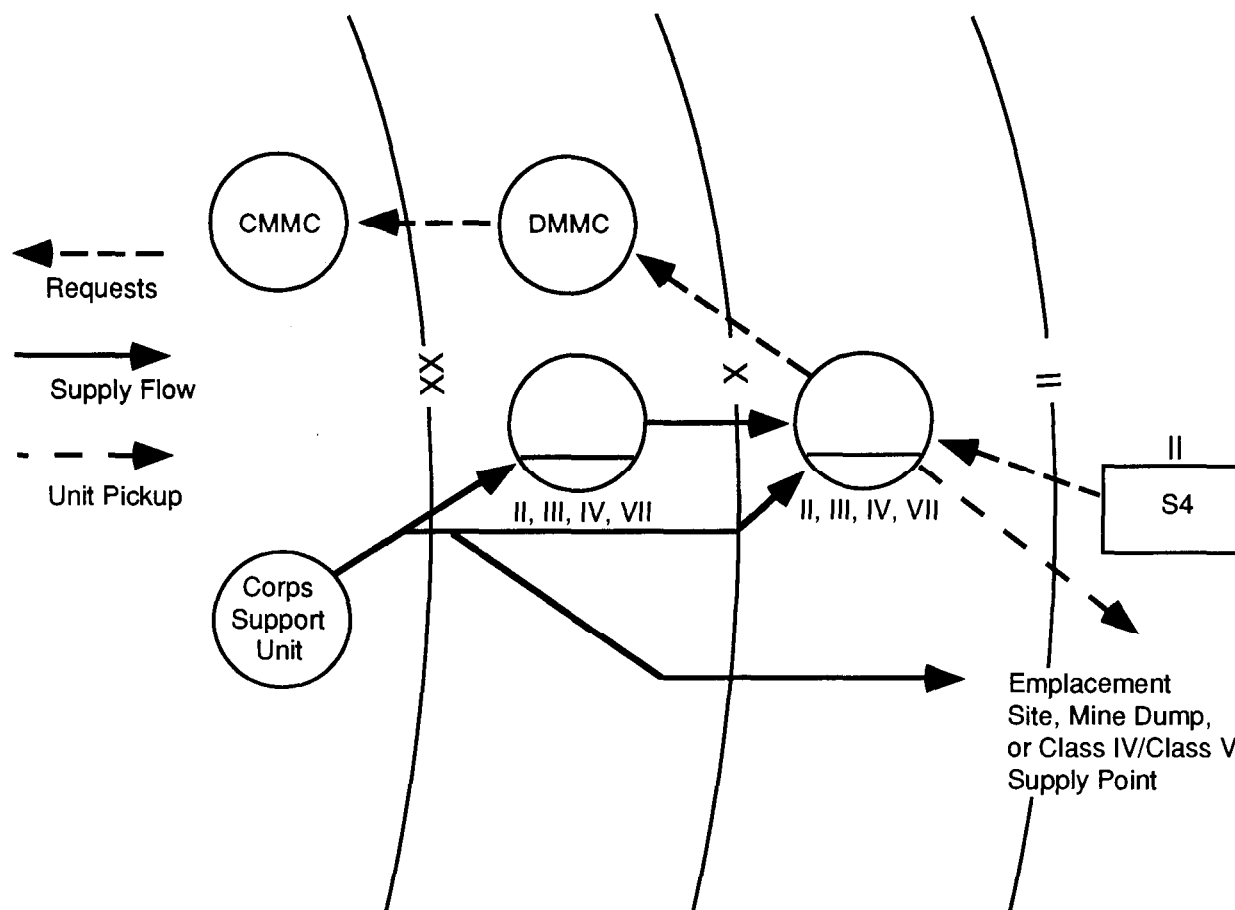 CMMC
DMMC
Requests
Supply Flow
Unit Pickup
XX
X
II
II
S4
II, III, IV, VII
II, III, IV, VII
Corps
Support
Unit
Emplacement
Site, Mine Dump,
or Class IV/Class V
Supply Point